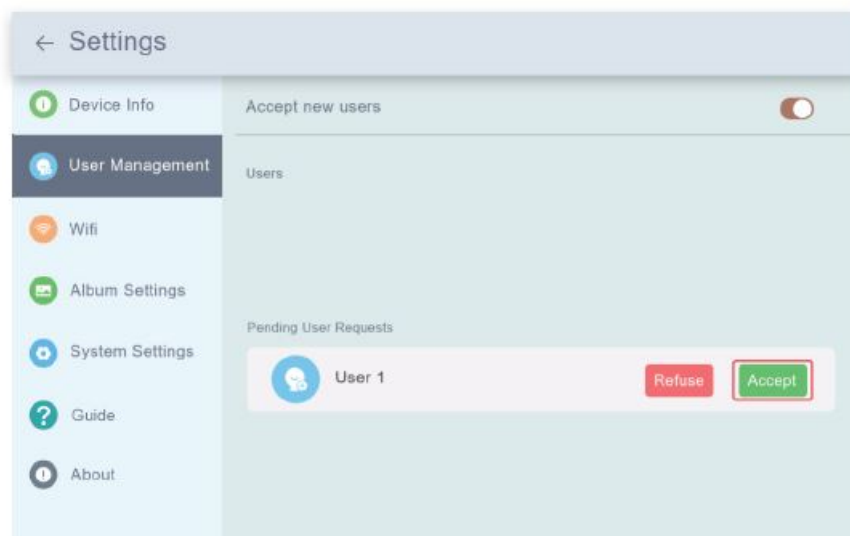 ← Settings
Device Info
User Management
Wifi
Album Settings
System Settings
Guide
About
Accept new users
Users
Pending User Requests
User 1
Refuse
Accept